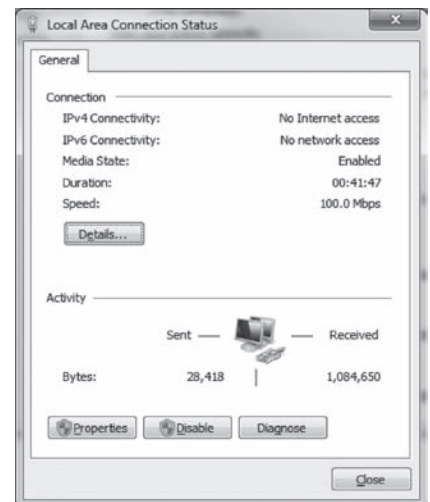 Local Area Connection Status
General
Connection
IPv4 Connectivity: No Internet access
IPv6 Connectivity: No network access
Media State: Enabled
Duration: 00:41:47
Speed: 100.0 Mbps
Details...
Activity
Sent — — Received
Bytes: 28,418 | 1,084,650
Properties Disable Diagnose
Close